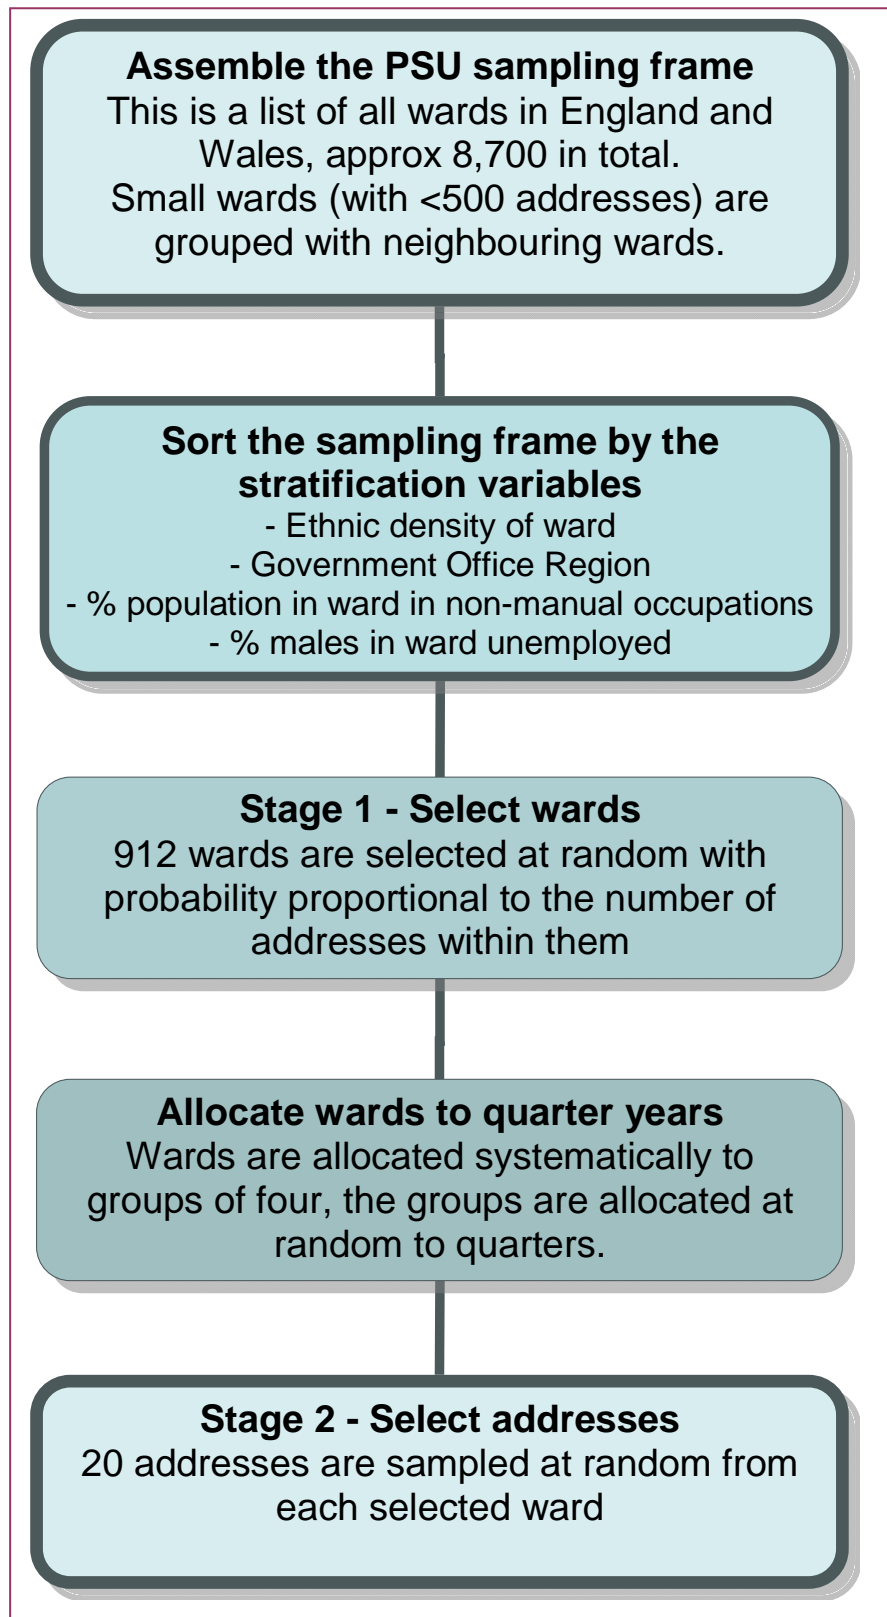 Assemble the PSU sampling frame
This is a list of all wards in England and
Wales, approx 8,700 in total.
Small wards (with <500 addresses) are
grouped with neighbouring wards.
Sort the sampling frame by the
stratification variables
- Ethnic density of ward
- Government Office Region
- % population in ward in non-manual occupations
- % males in ward unemployed
Stage 1 - Select wards
912 wards are selected at random with
probability proportional to the number of
addresses within them
Allocate wards to quarter years
Wards are allocated systematically to
groups of four, the groups are allocated at
random to quarters.
Stage 2 - Select addresses
20 addresses are sampled at random from
each selected ward